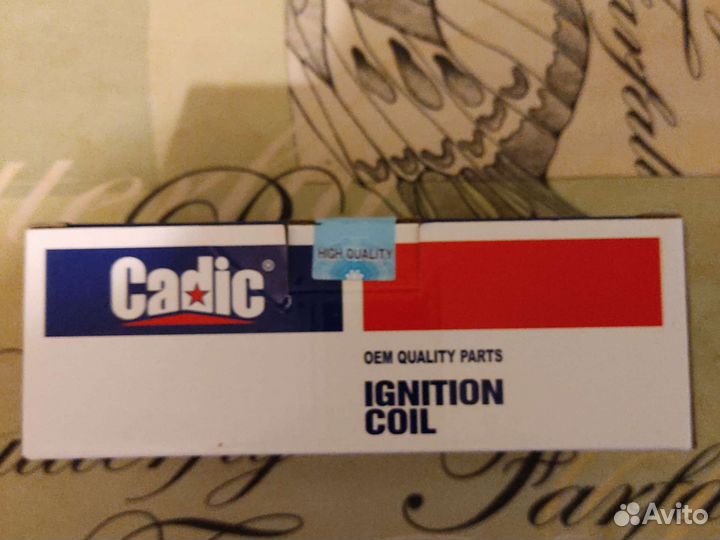 Cadic®
HIGH QUALITY
OEM QUALITY PARTS
IGNITION
COIL
Avito